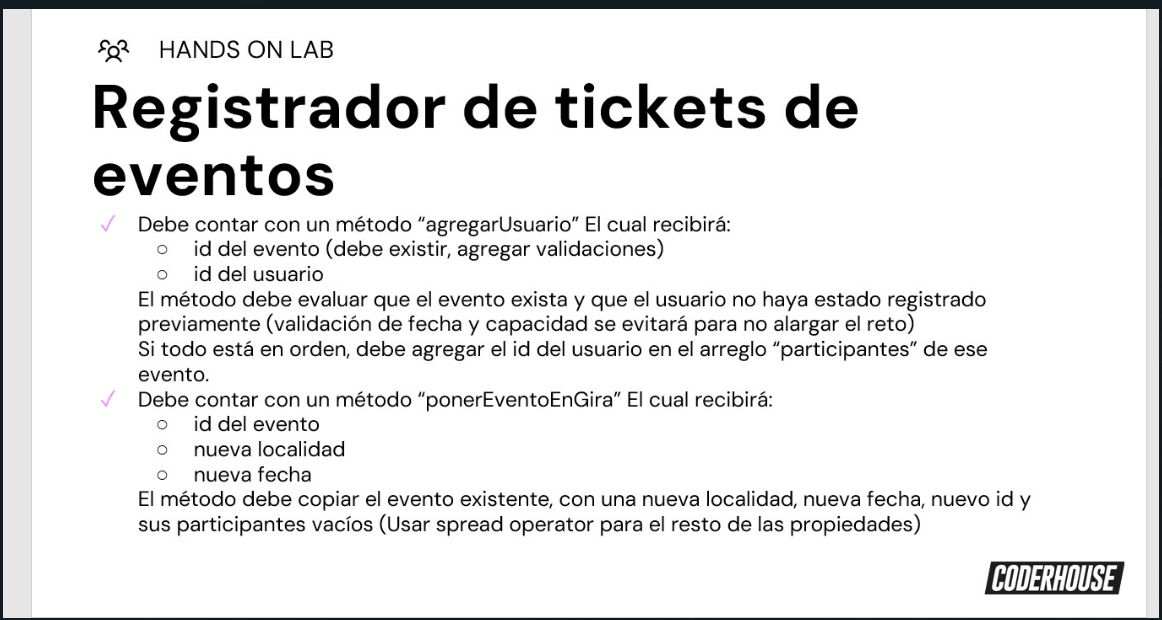 HANDS ON LAB
Registrador de tickets de
eventos
✓ Debe contar con un método “agregarUsuario” El cual recibirá:
○ id del evento (debe existir, agregar validaciones)
○ id del usuario
El método debe evaluar que el evento exista y que el usuario no haya estado registrado
previamente (validación de fecha y capacidad se evitará para no alargar el reto)
Si todo está en orden, debe agregar el id del usuario en el arreglo “participantes” de ese
evento.
✓ Debe contar con un método “ponerEventoEnGira” El cual recibirá:
○ id del evento
○ nueva localidad
○ nueva fecha
El método debe copiar el evento existente, con una nueva localidad, nueva fecha, nuevo id y
sus participantes vacíos (Usar spread operator para el resto de las propiedades)
CODERHOUSE